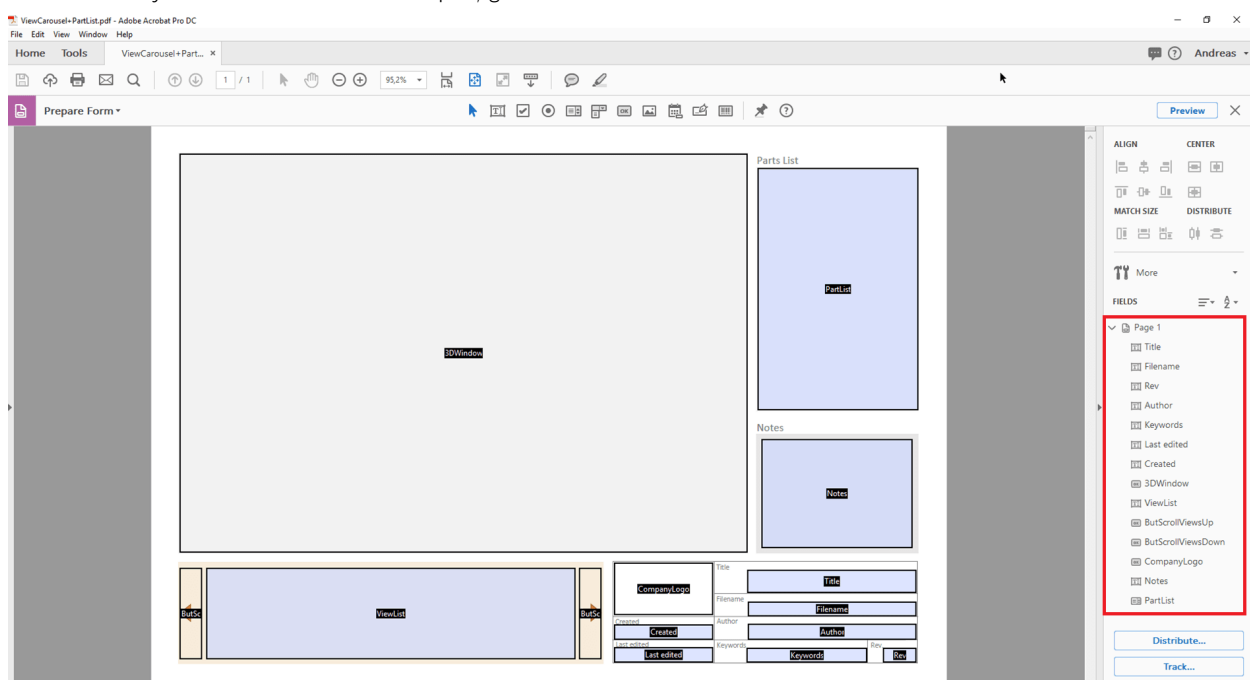 ViewCarousel+PartList.pdf - Adobe Acrobat Pro DC
File Edit View Window Help
Home Tools ViewCarousel+Part... × Andreas
1 / 1 95,2%
Prepare Form Preview
ALIGN CENTER
MATCH SIZE DISTRIBUTE
More
FIELDS
Page 1
Title
Filename
Rev
Author
Keywords
Last edited
Created
3DWindow
ViewList
ButScrollViewsUp
ButScrollViewsDown
CompanyLogo
Notes
PartList
Distribute...
Track...
Parts List
PartList
3DWindow
Notes
Notes
ButSc
ViewList
ButSc
CompanyLogo
Title
Title
Filename
Filename
Created
Created
Author
Author
Last edited
Last edited
Keywords
Keywords
Rev
Rev